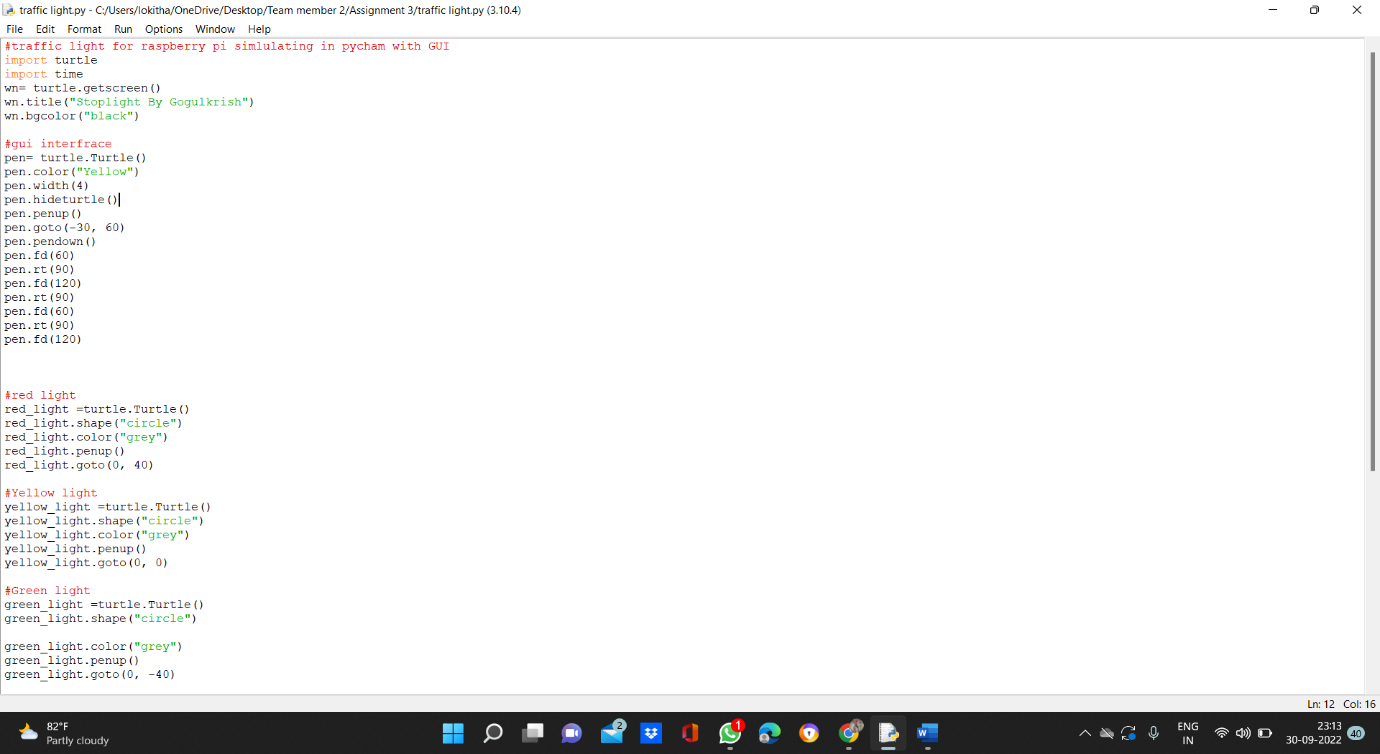 traffic light.py - C:/Users/lokitha/OneDrive/Desktop/Team member 2/Assignment 3/traffic light.py (3.10.4)
File Edit Format Run Options Window Help
#traffic light for raspberry pi simlulating in pycham with GUI
import turtle
import time
wn= turtle.getscreen()
wn.title("Stoplight By Gogulkrish")
wn.bgcolor("black")
#gui interfrace
pen= turtle.Turtle()
pen.color("Yellow")
pen.width(4)
pen.hideturtle()
pen.penup()
pen.goto(-30, 60)
pen.pendown()
pen.fd(60)
pen.rt(90)
pen.fd(120)
pen.rt(90)
pen.fd(60)
pen.rt(90)
pen.fd(120)
#red light
red_light =turtle.Turtle()
red_light.shape("circle")
red_light.color("grey")
red_light.penup()
red_light.goto(0, 40)
#Yellow light
yellow_light =turtle.Turtle()
yellow_light.shape("circle")
yellow_light.color("grey")
yellow_light.penup()
yellow_light.goto(0, 0)
#Green light
green_light =turtle.Turtle()
green_light.shape("circle")
green_light.color("grey")
green_light.penup()
green_light.goto(0, -40)
Ln: 12 Col: 16
82°F
Partly cloudy
2
1
W
ENG
IN
23:13
30-09-2022
40